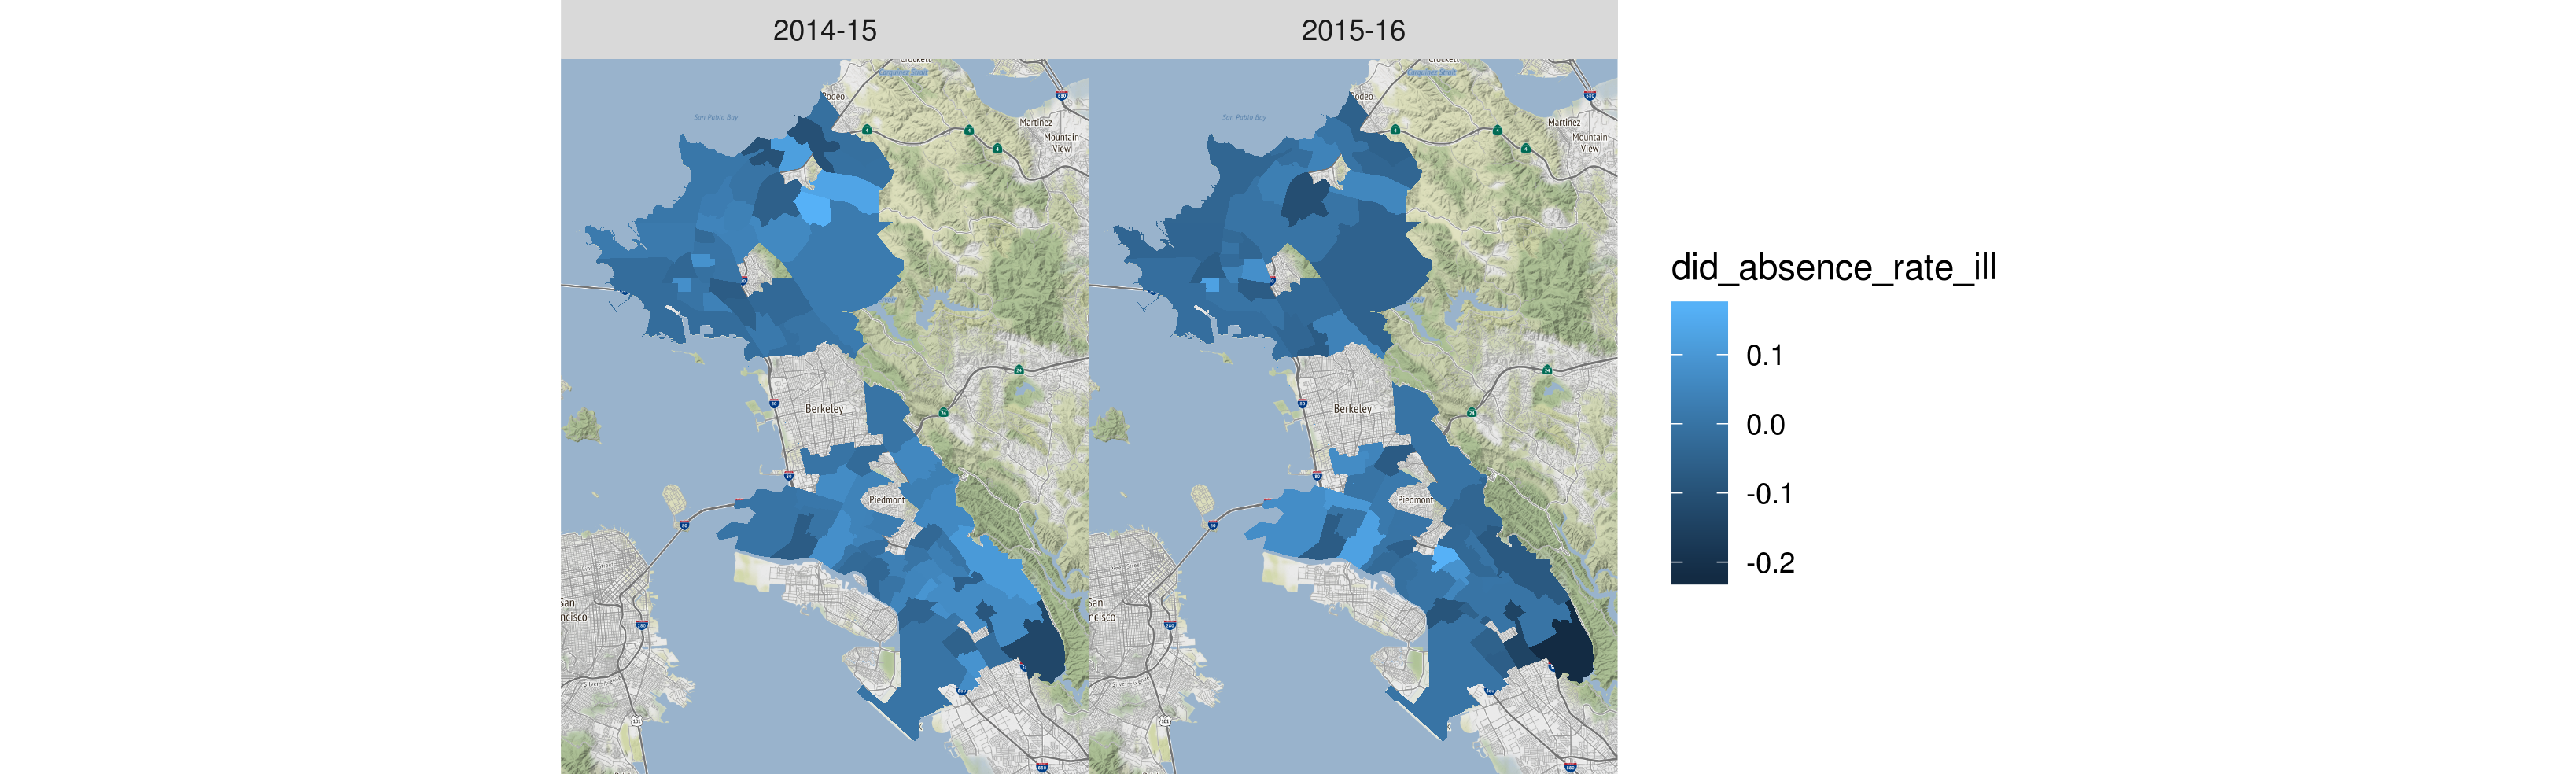 2014-15
2015-16
Crockett
Carquinez Strait
Rodeo
San Pablo Bay
Martinez
Mountain
View
Berkeley
Piedmont
San
ncisco
Crockett
Carquinez Strait
Rodeo
San Pablo Bay
Martinez
Mountain
View
Berkeley
Piedmont
San
ncisco
did_absence_rate_ill
0.1
0.0
-0.1
-0.2